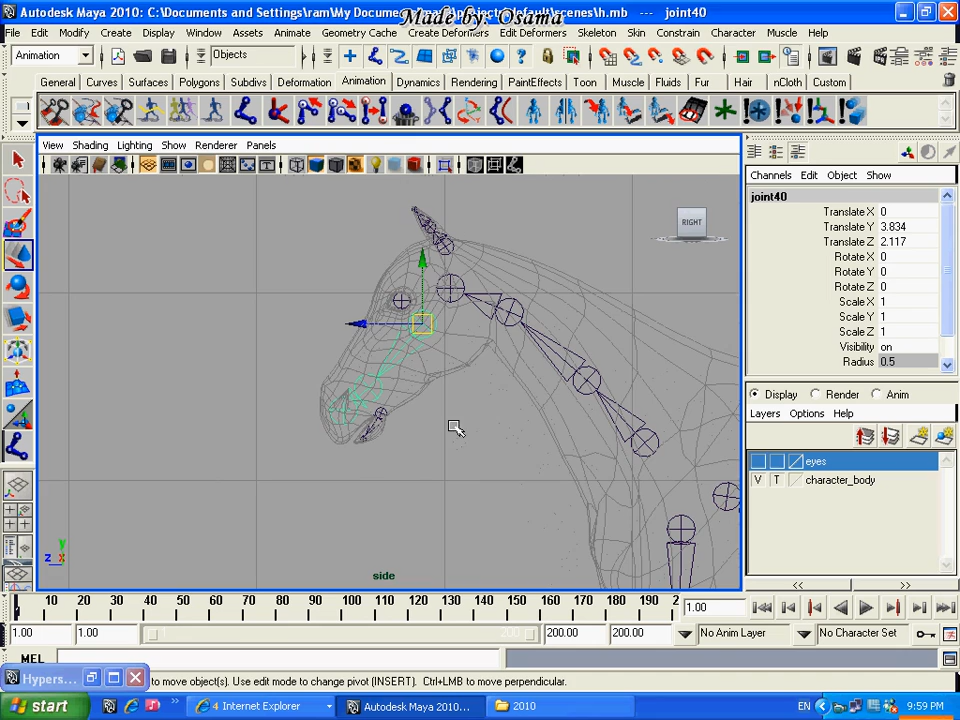 Autodesk Maya 2010: C:\Documents and Settings\ram\My Docume
Made by: Osama
scenes\h.mb --- joint40
File Edit Modify Create Display Window Assets Animate Geometry Cache Create Deformers Edit Deformers Skeleton Skin Constrain Character Muscle Help
Animation Objects
General Curves Surfaces Polygons Subdivs Deformation Animation Dynamics Rendering PaintEffects Toon Muscle Fluids Fur Hair nCloth Custom
View Shading Lighting Show Renderer Panels
RIGHT
side
y
z x
Channels Edit Object Show
joint40
Translate X 0
Translate Y 3.834
Translate Z 2.117
Rotate X 0
Rotate Y 0
Rotate Z 0
Scale X 1
Scale Y 1
Scale Z 1
Visibility on
Radius 0.5
Display Render Anim
Layers Options Help
eyes
V T character_body
10 20 30 40 50 60 70 80 90 100 110 120 130 140 150 160 170 180 190 2 1.00
1.00 1.00 200 200.00 200.00 No Anim Layer No Character Set
MEL
Hypers...
to move object(s). Use edit mode to change pivot (INSERT). Ctrl+LMB to move perpendicular.
start 4 Internet Explorer Autodesk Maya 2010... 2010 EN 9:59 PM